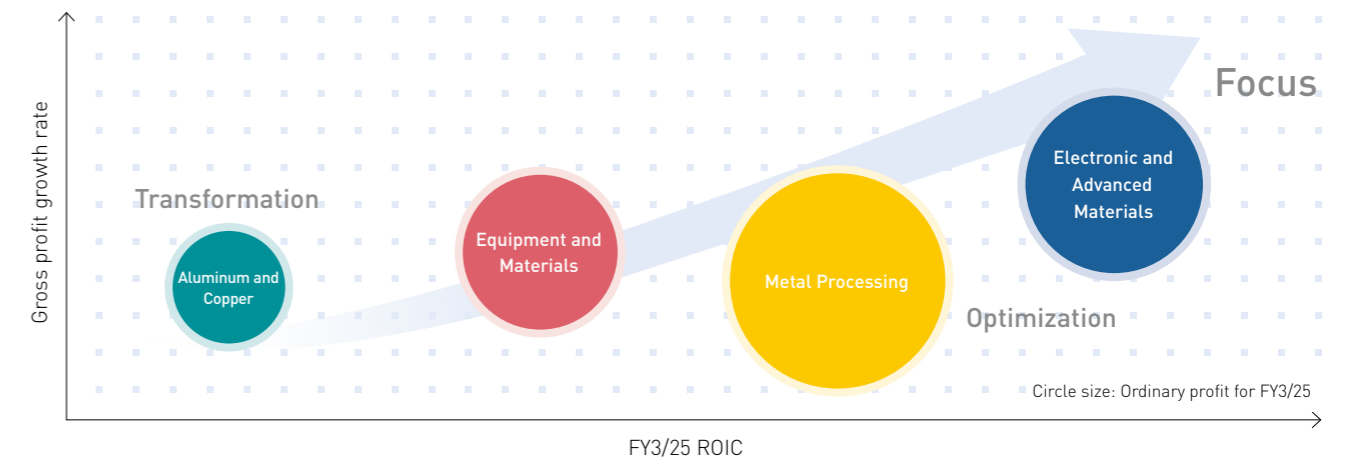 Gross profit growth rate
Transformation
Aluminum and
Copper
Equipment and
Materials
Metal Processing
Electronic and
Advanced
Materials
Focus
Optimization
Circle size: Ordinary profit for FY3/25
FY3/25 ROIC